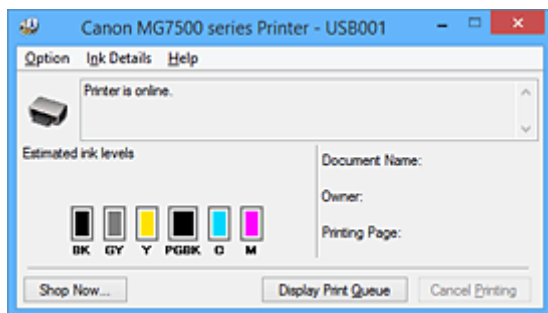 Canon MG7500 series Printer - USB001
Option Ink Details Help
Printer is online.
Estimated ink levels
Document Name:
Owner:
Printing Page:
BK GY Y PGBK C M
Shop Now... Display Print Queue Cancel Printing